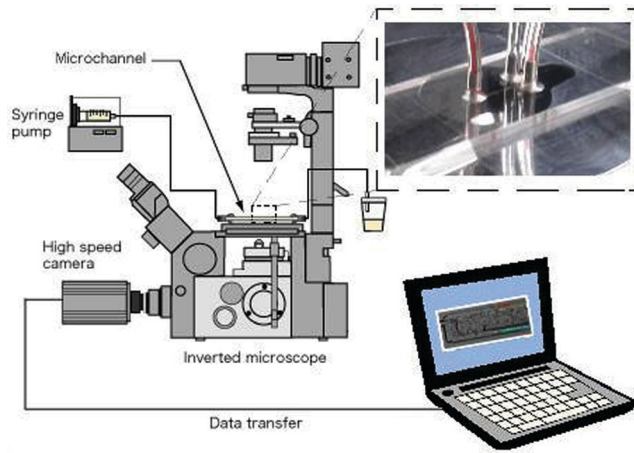 Microchannel
Syringe
pump
High speed
camera
Inverted microscope
Data transfer